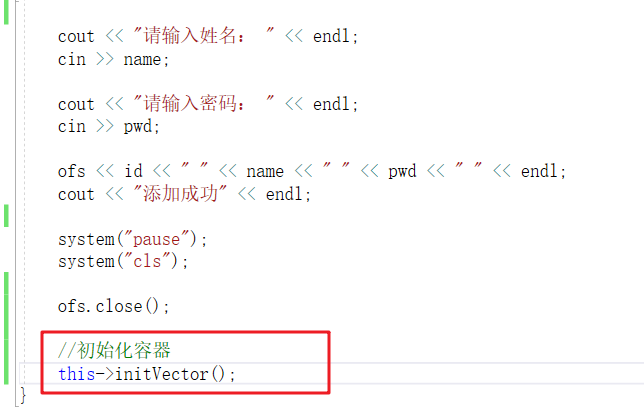 cout << "请输入姓名： " << endl;
cin >> name;
cout << "请输入密码： " << endl;
cin >> pwd;
ofs << id << " " << name << " " << pwd << " " << endl;
cout << "添加成功" << endl;
system("pause");
system("cls");
ofs.close();
//初始化容器
this->initVector();
}